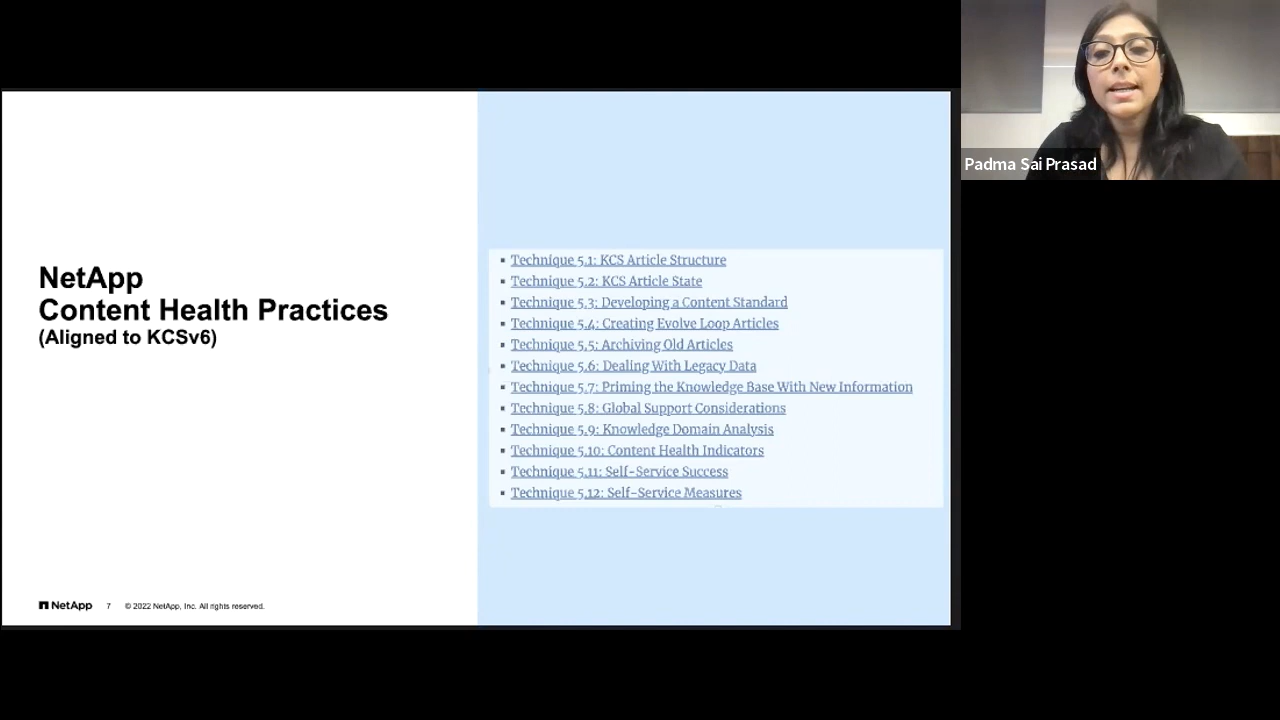 Padma Sai Prasad
NetApp
Content Health Practices
(Aligned to KCSv6)
▪ Technique 5.1: KCS Article Structure
▪ Technique 5.2: KCS Article State
▪ Technique 5.3: Developing a Content Standard
▪ Technique 5.4: Creating Evolve Loop Articles
▪ Technique 5.5: Archiving Old Articles
▪ Technique 5.6: Dealing With Legacy Data
▪ Technique 5.7: Priming the Knowledge Base With New Information
▪ Technique 5.8: Global Support Considerations
▪ Technique 5.9: Knowledge Domain Analysis
▪ Technique 5.10: Content Health Indicators
▪ Technique 5.11: Self-Service Success
▪ Technique 5.12: Self-Service Measures
NetApp 7 © 2022 NetApp, Inc. All rights reserved.